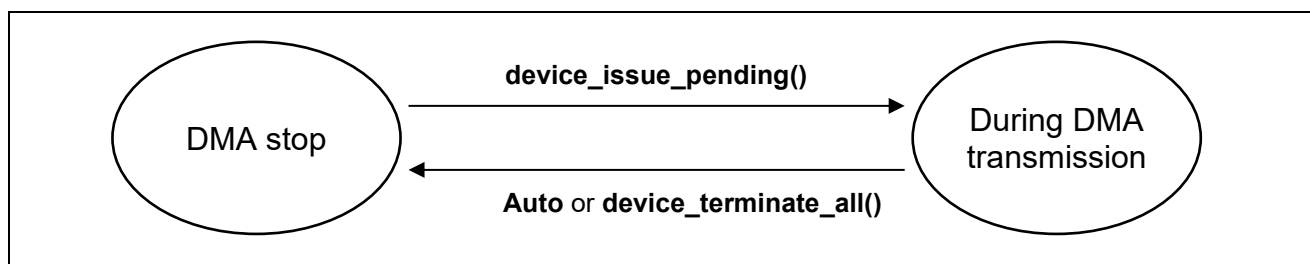 device_issue_pending()
DMA stop
During DMA
transmission
Auto or device_terminate_all()